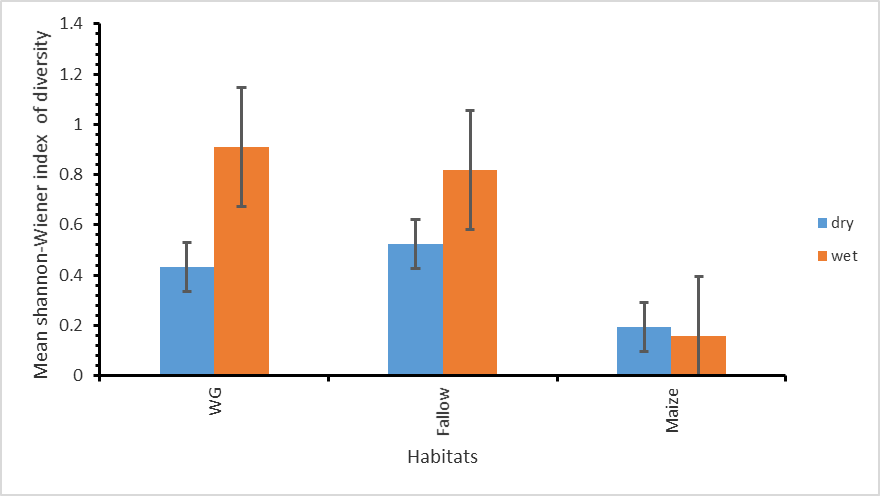 1.4
1.2
1
0.8
0.6
0.4
0.2
0
Mean shannon-Wiener index of diversity
WG
Fallow
Maize
Habitats
dry
wet